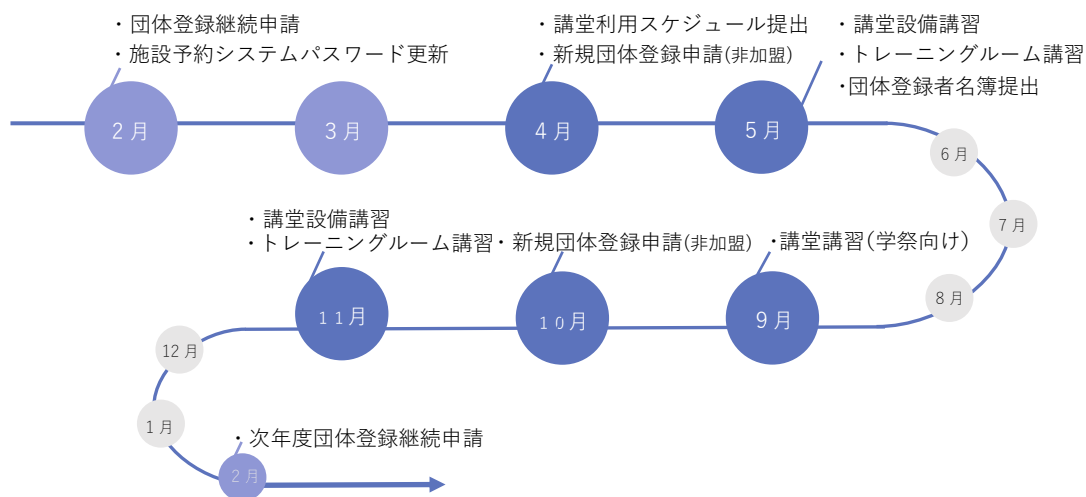 ・団体登録継続申請
・施設予約システムパスワード更新
・講堂利用スケジュール提出
・新規団体登録申請(非加盟)
・講堂設備講習
・トレーニングルーム講習
・団体登録者名簿提出
2月
3月
4月
5月
6月
7月
8月
・講堂講習(学祭向け)
9月
・新規団体登録申請(非加盟)
10月
・講堂設備講習
・トレーニングルーム講習
11月
12月
1月
・次年度団体登録継続申請
2月